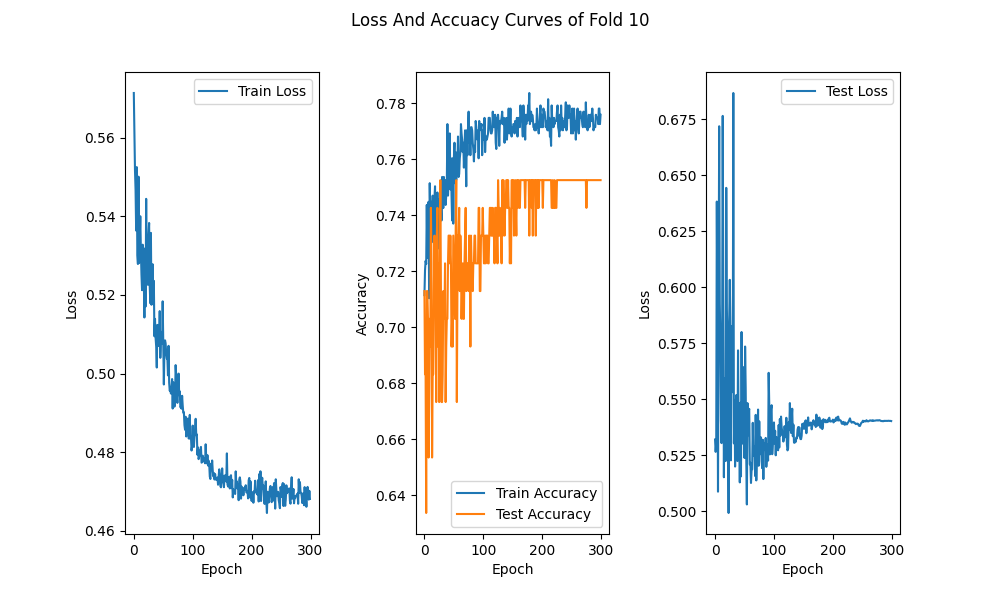 Loss And Accuacy Curves of Fold 10
Train Loss
0.56
0.54
0.52
0.50
0.48
0.46
Loss
0 100 200 300
Epoch
0.78
0.76
0.74
0.72
0.70
0.68
0.66
0.64
Accuracy
Train Accuracy
Test Accuracy
0 100 200 300
Epoch
Test Loss
0.675
0.650
0.625
0.600
0.575
0.550
0.525
0.500
Loss
0 100 200 300
Epoch